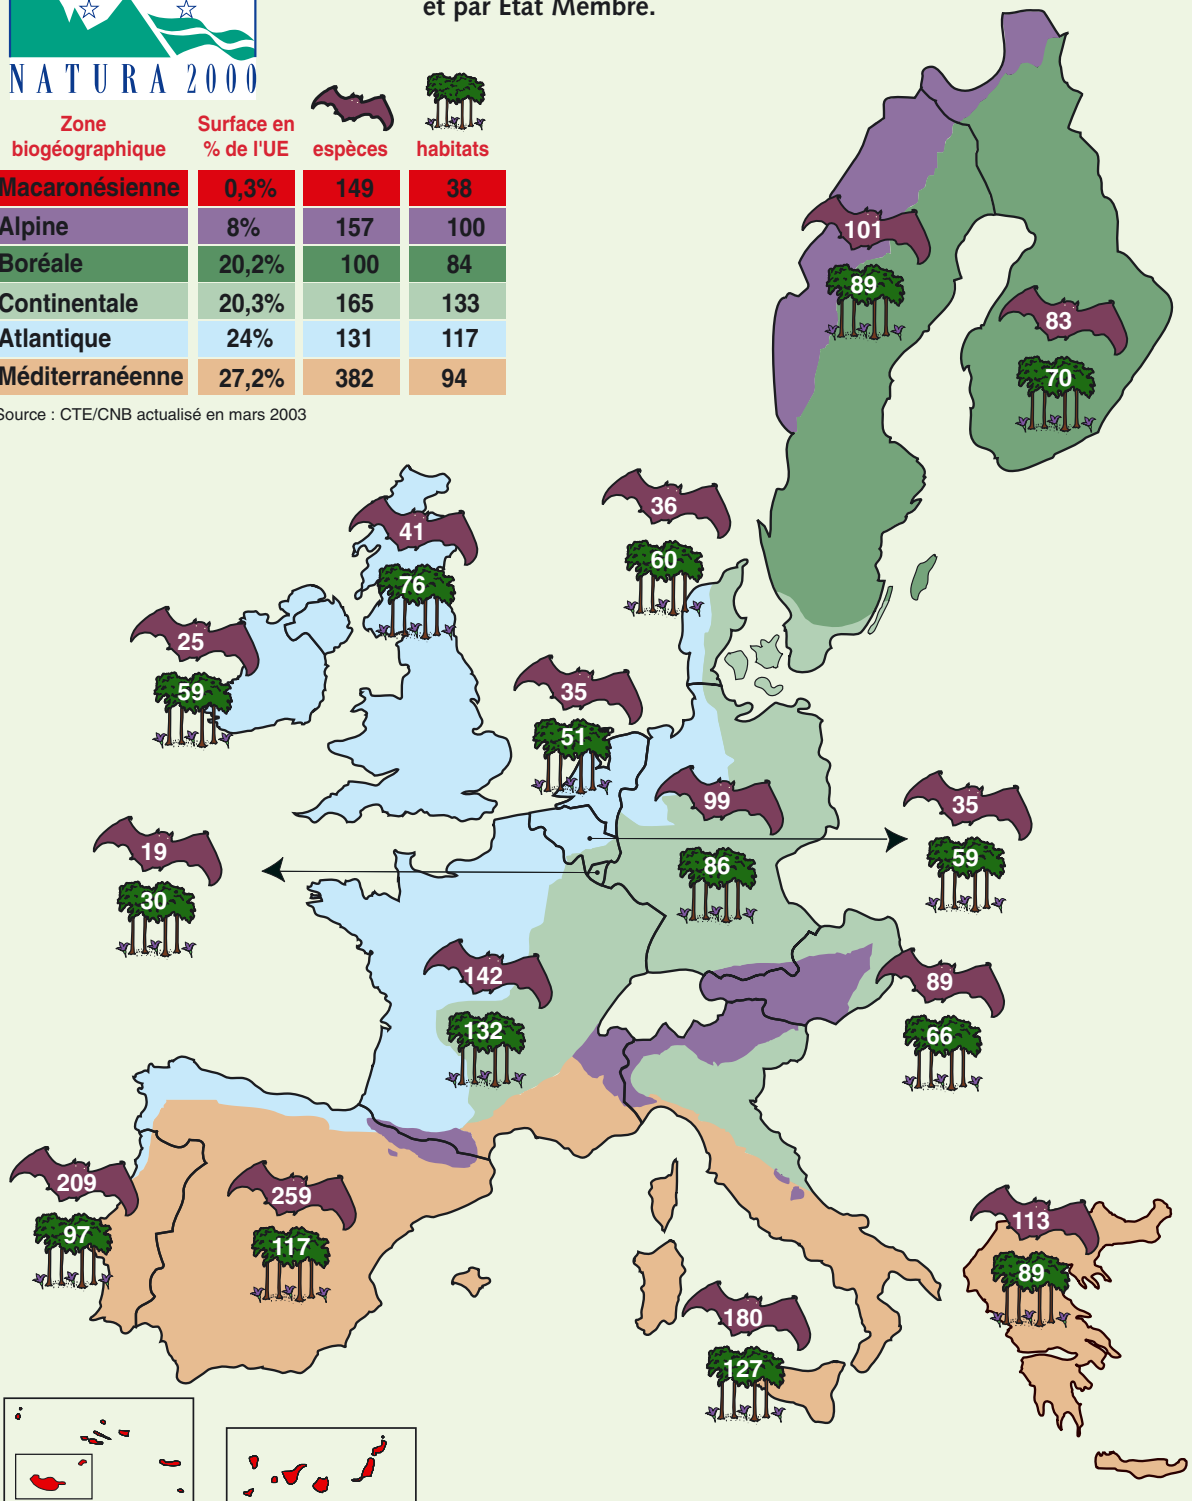 et par Etat Membre.
NATURA 2000
Zone biogéographique
Surface en % de l'UE
espèces
habitats
Macaronésienne 0,3% 149 38
Alpine 8% 157 100
Boréale 20,2% 100 84
Continentale 20,3% 165 133
Atlantique 24% 131 117
Méditerranéenne 27,2% 382 94
Source : CTE/CNB actualisé en mars 2003
101
89
83
70
36
60
41
76
25
59
35
51
99
86
35
59
19
30
142
132
89
66
209
97
259
117
113
89
180
127